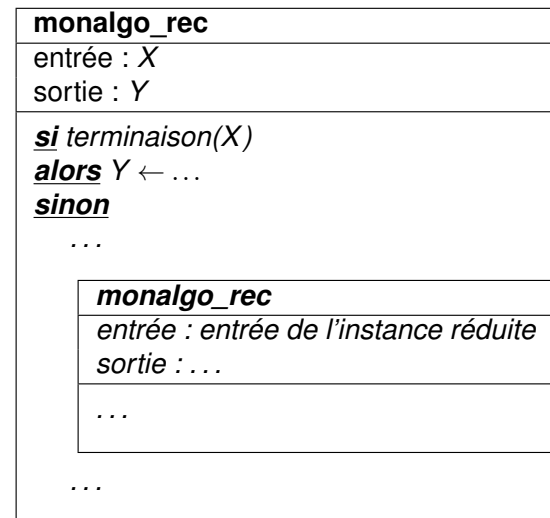 monalgo_rec
entrée : X
sortie : Y
si terminaison(X)
alors Y ← ...
sinon
...
monalgo_rec
entrée : entrée de l'instance réduite
sortie : ...
...
...